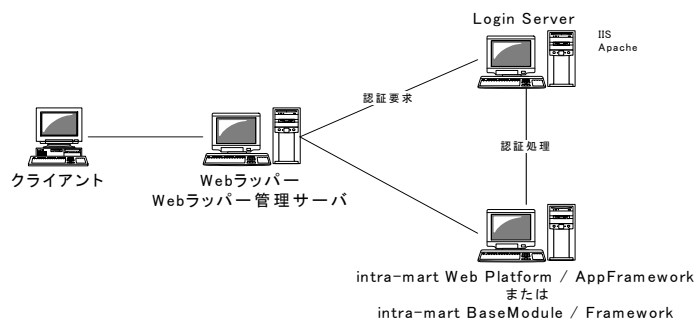 Login Server
IIS
Apache
認証要求
認証処理
クライアント
Webラッパー
Webラッパー管理サーバ
intra-mart Web Platform / AppFramework
または
intra-mart BaseModule / Framework